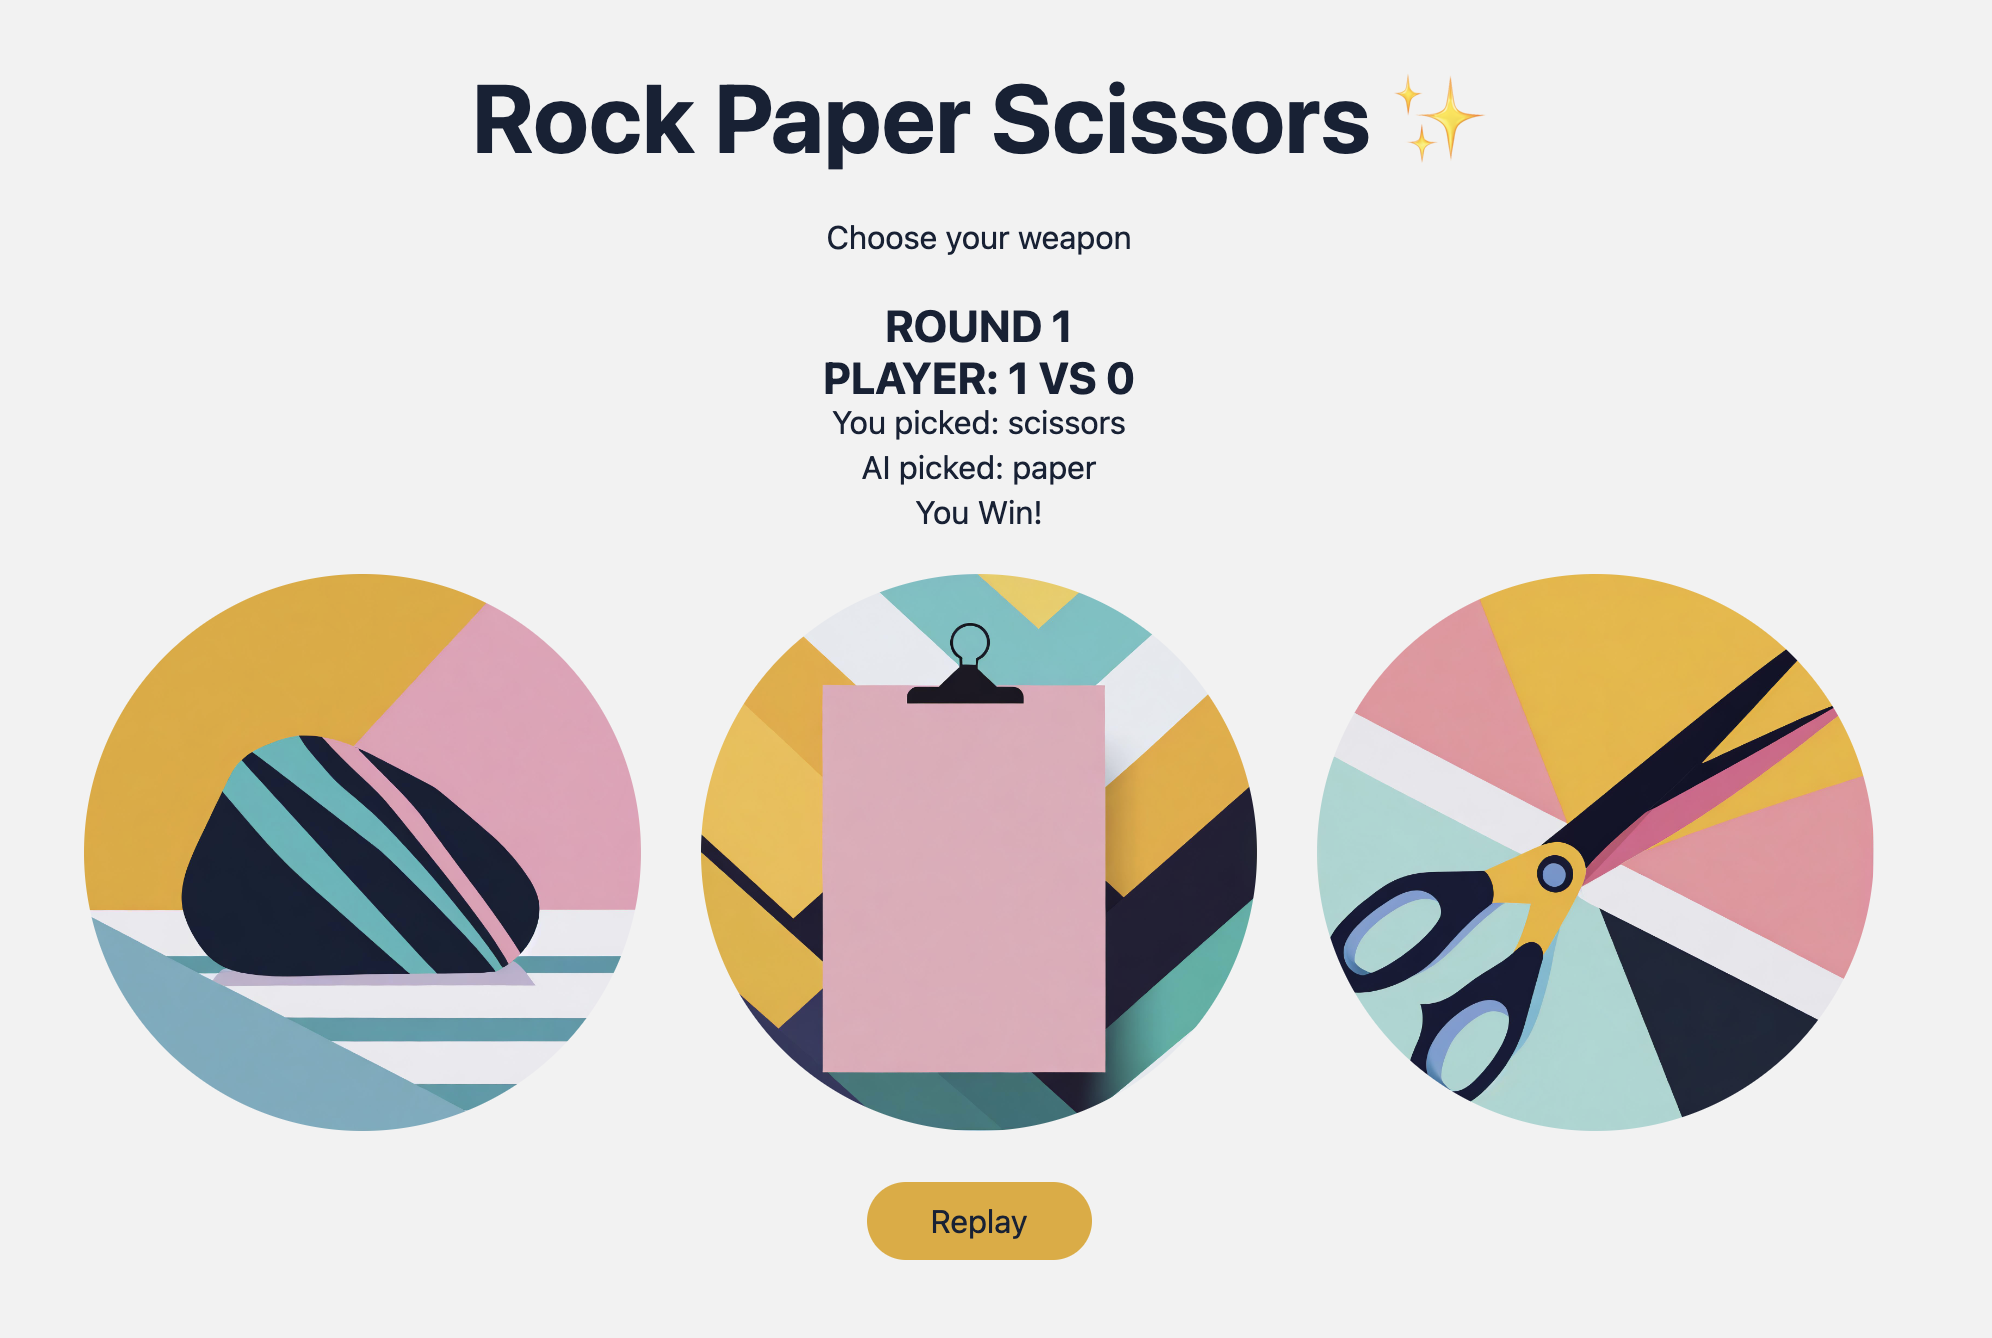 Rock Paper Scissors ✨
Choose your weapon
ROUND 1
PLAYER: 1 VS 0
You picked: scissors
AI picked: paper
You Win!
Replay